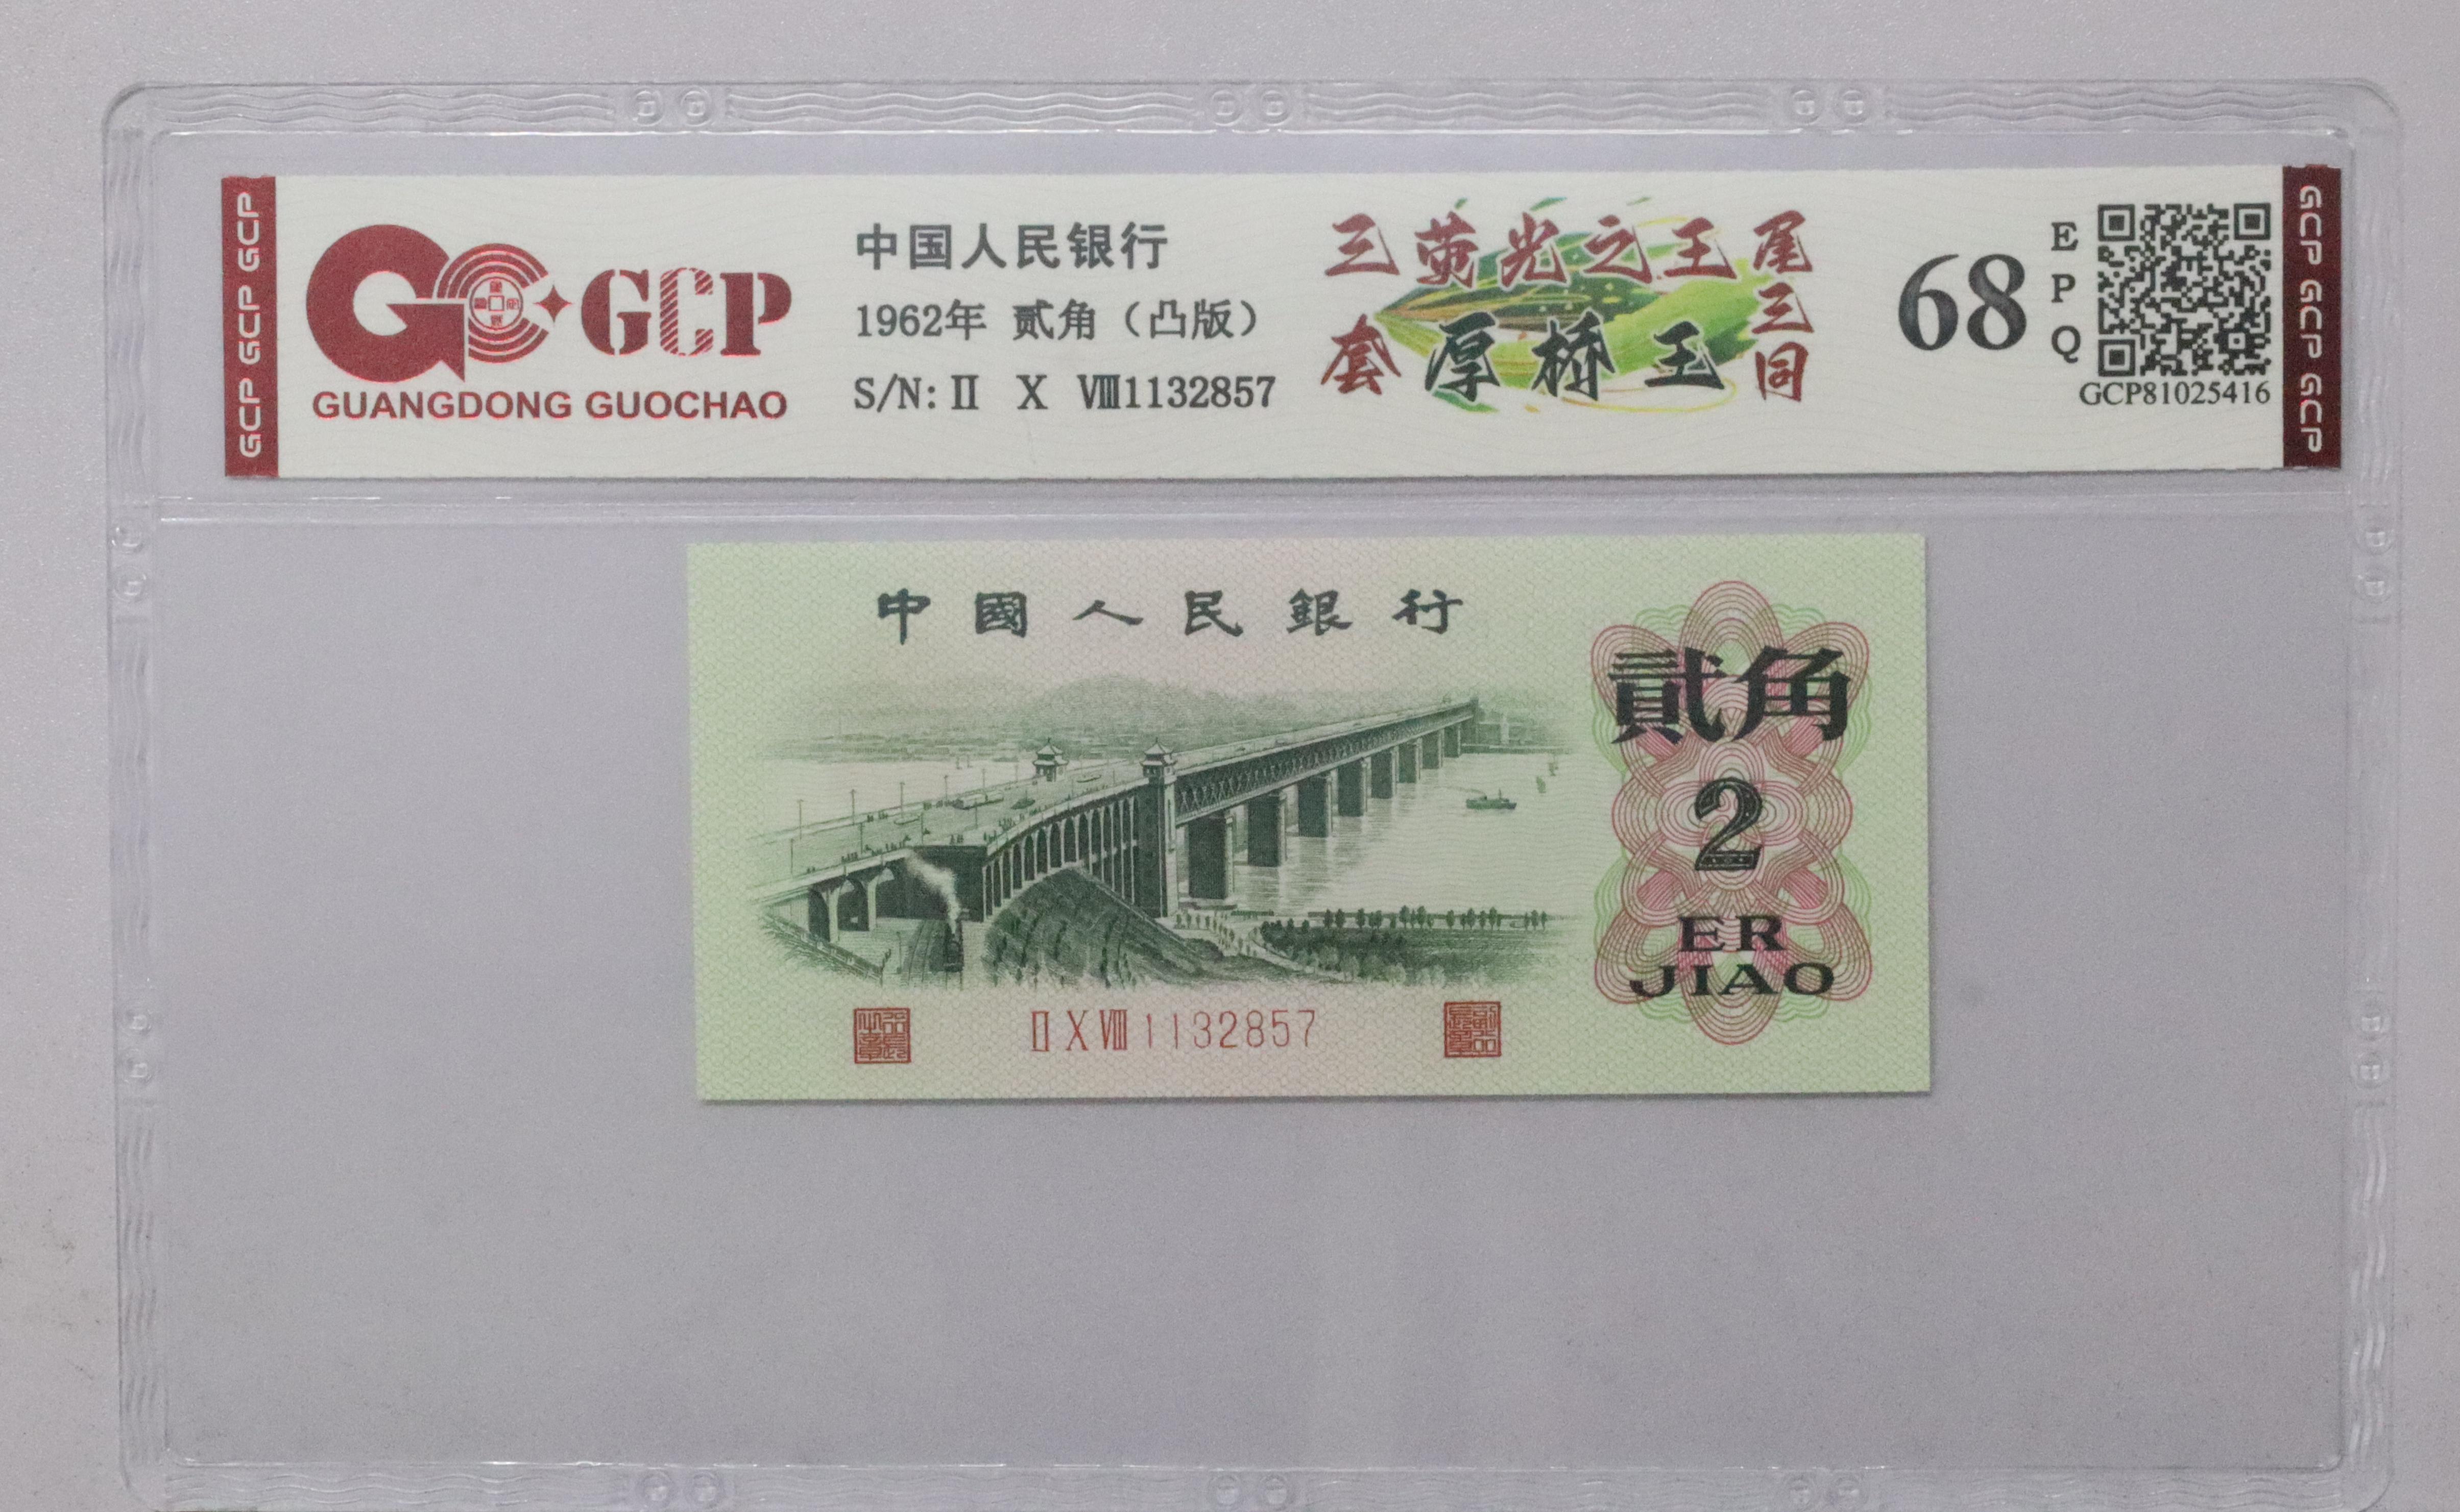 GCP GCP GCP
GCP
GUANGDONG GUOCHAO
中国人民银行
1962年 贰角（凸版）
S/N: Ⅱ Ⅹ Ⅷ1132857
三荧光之王
套 厚桥王
尾三同
68
EPQ
GCP81025416
GCP GCP GCP
中國人民銀行
貳角
2
ER
JIAO
ⅡⅩⅧ1132857